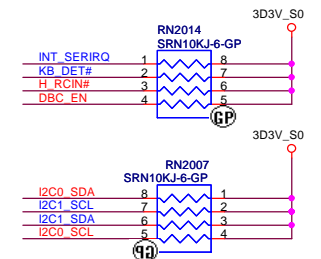 3D3V_S0
RN2014
SRN10KJ-6-GP
INT_SERIRQ 1 8
KB_DET# 2 7
H_RCIN# 3 6
DBC_EN 4 5
GP
3D3V_S0
RN2007
SRN10KJ-6-GP
I2C0_SDA 8 1
I2C1_SCL 7 2
I2C1_SDA 6 3
I2C0_SCL 5 4
GP